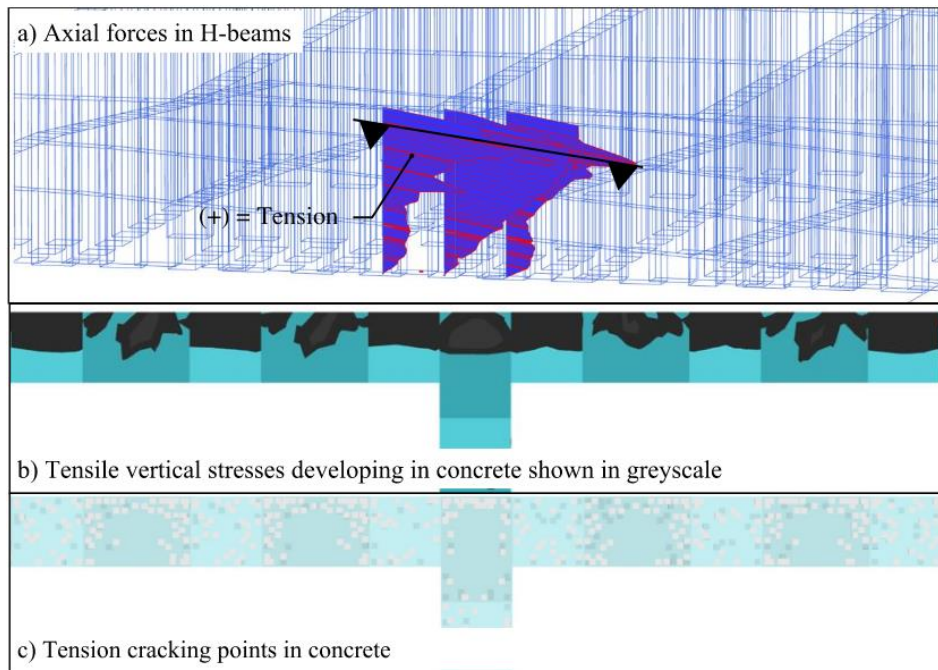 a) Axial forces in H-beams
(+) = Tension
b) Tensile vertical stresses developing in concrete shown in greyscale
c) Tension cracking points in concrete